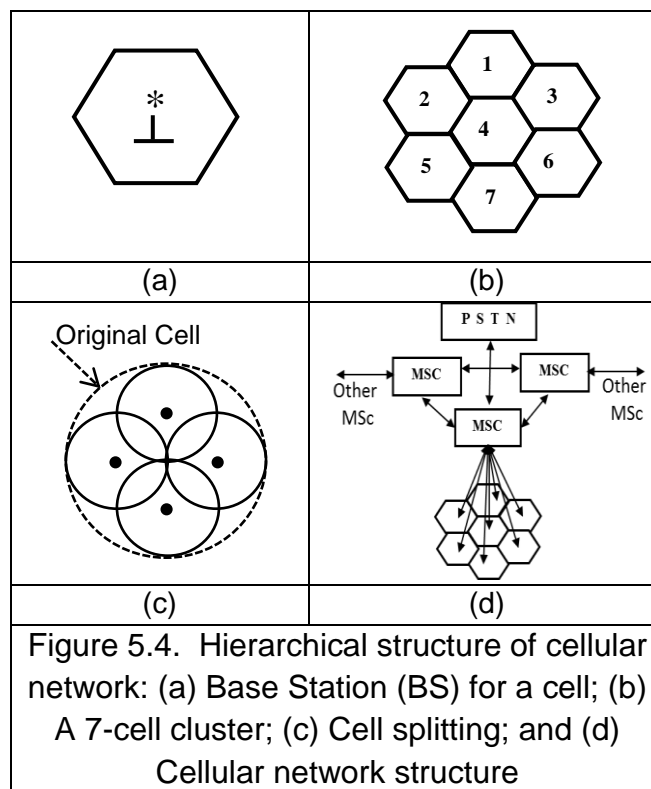 *
1
2
3
4
5
6
7
(a)
(b)
Original Cell
P S T N
MSC
MSC
Other
MSc
Other
MSc
MSC
(c)
(d)
Figure 5.4. Hierarchical structure of cellular
network: (a) Base Station (BS) for a cell; (b)
A 7-cell cluster; (c) Cell splitting; and (d)
Cellular network structure